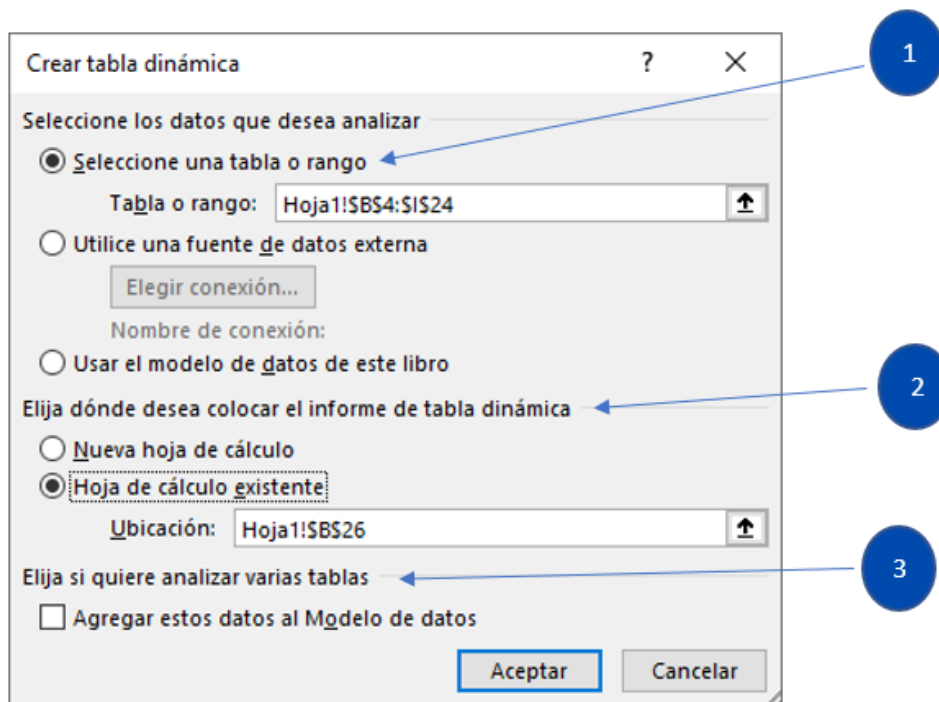 1
Crear tabla dinámica ?
Seleccione los datos que desea analizar
Seleccione una tabla o rango
Tabla o rango: Hoja1!$B$4:$I$24
Utilice una fuente de datos externa
Elegir conexión...
Nombre de conexión:
Usar el modelo de datos de este libro
2
Elija dónde desea colocar el informe de tabla dinámica
Nueva hoja de cálculo
Hoja de cálculo existente
Ubicación: Hoja1!$B$26
3
Elija si quiere analizar varias tablas
Agregar estos datos al Modelo de datos
Aceptar Cancelar